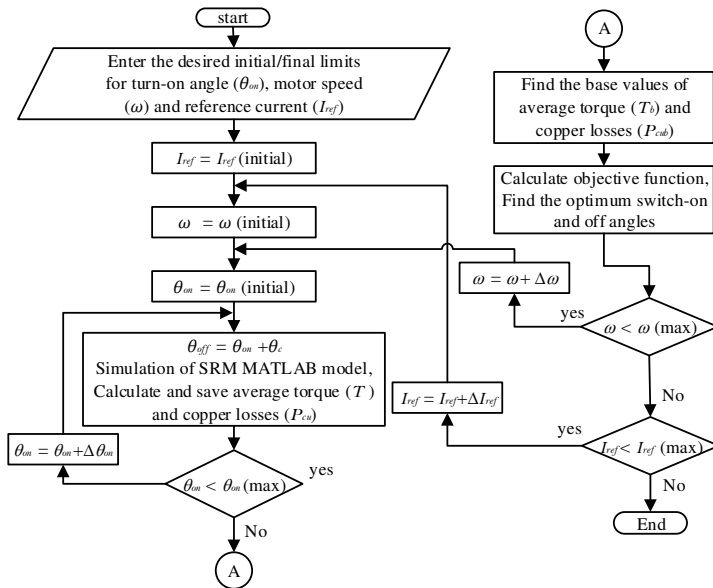 start
Enter the desired initial/final limits
for turn-on angle (θon), motor speed
(ω) and reference current (Iref)
Iref = Iref (initial)
ω = ω (initial)
θon = θon (initial)
θoff = θon +θc
Simulation of SRM MATLAB model,
Calculate and save average torque (T )
and copper losses (Pcu)
θon = θon+Δθon
θon < θon (max)
yes
No
A
A
Find the base values of
average torque (Tb) and
copper losses (Pcub)
Calculate objective function,
Find the optimum switch-on
and off angles
ω = ω+ Δω
yes
ω < ω (max)
No
Iref = Iref+ΔIref
yes
Iref < Iref (max)
No
End